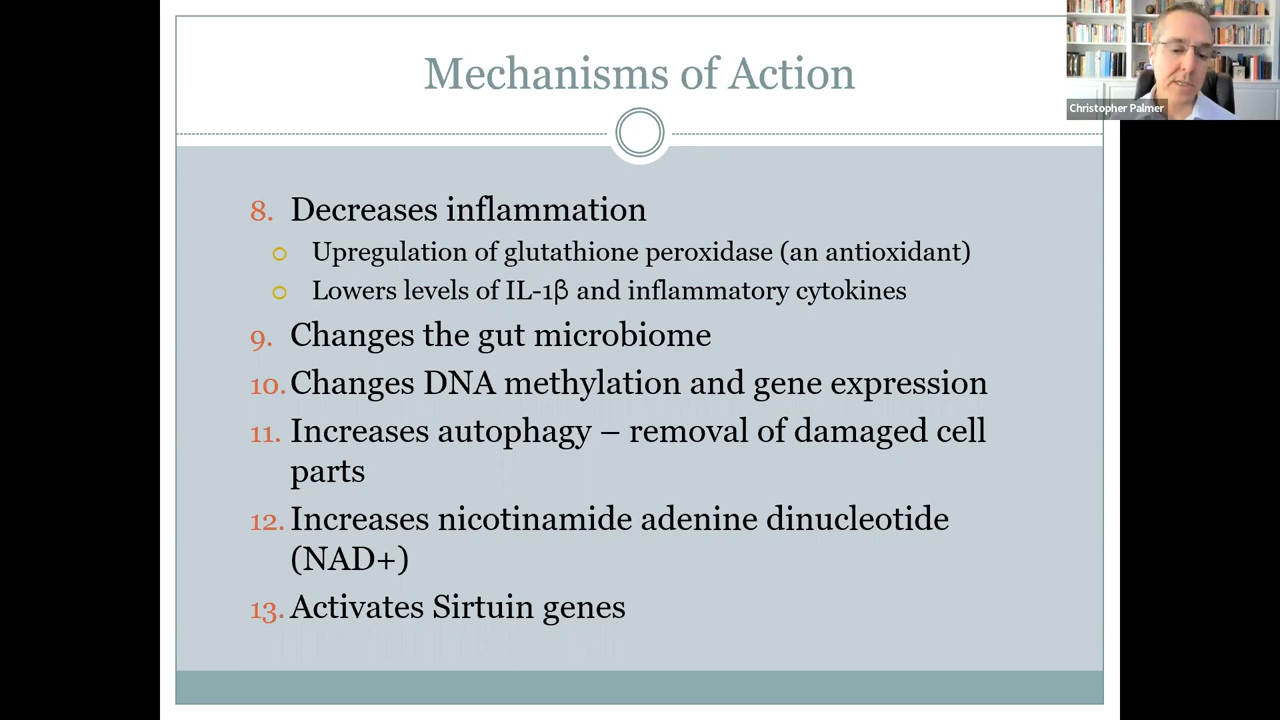 Mechanisms of Action
Christopher Palmer
8. Decreases inflammation
Upregulation of glutathione peroxidase (an antioxidant)
Lowers levels of IL-1β and inflammatory cytokines
9. Changes the gut microbiome
10. Changes DNA methylation and gene expression
11. Increases autophagy – removal of damaged cell
parts
12. Increases nicotinamide adenine dinucleotide
(NAD+)
13. Activates Sirtuin genes